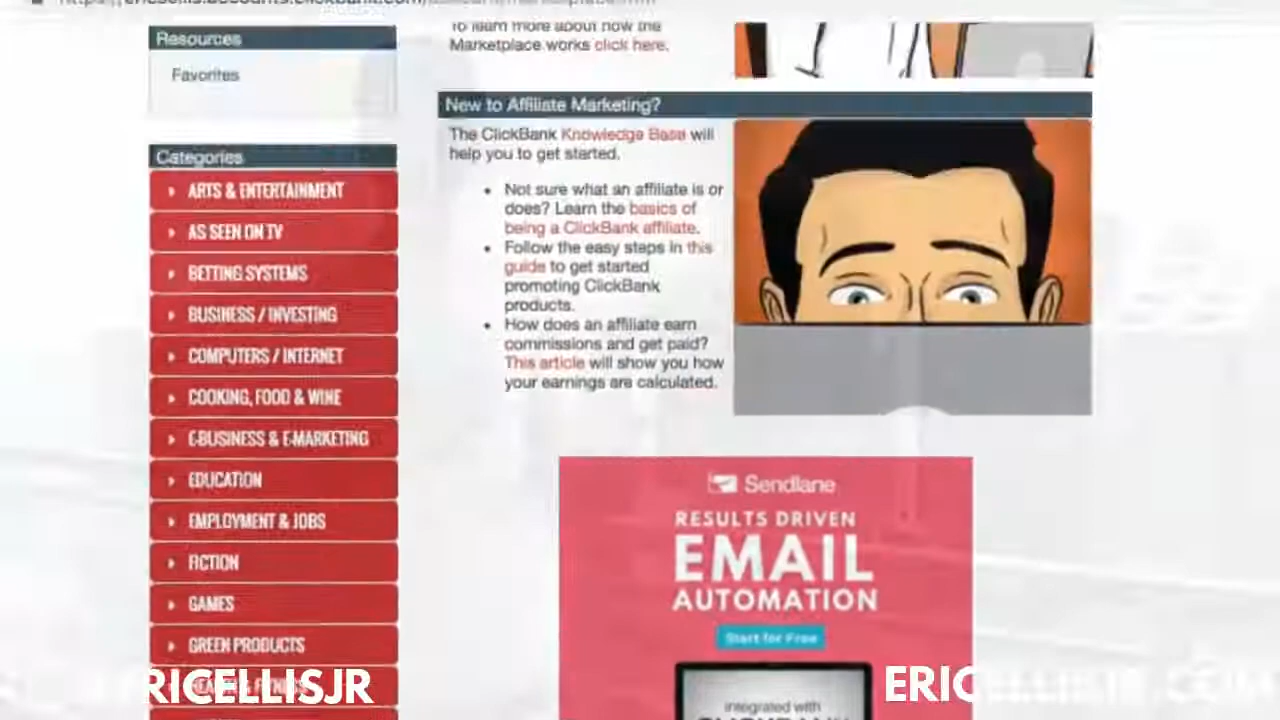 Resources
Favorites
Categories
ARTS & ENTERTAINMENT
AS SEEN ON TV
BETTING SYSTEMS
BUSINESS / INVESTING
COMPUTERS / INTERNET
COOKING, FOOD & WINE
E-BUSINESS & E-MARKETING
EDUCATION
EMPLOYMENT & JOBS
FICTION
GAMES
GREEN PRODUCTS
To learn more about how the
Marketplace works click here.
New to Affiliate Marketing?
The ClickBank Knowledge Base will
help you to get started.
Not sure what an affiliate is or
does? Learn the basics of
being a ClickBank affiliate.
Follow the easy steps in this
guide to get started
promoting ClickBank
products.
How does an affiliate earn
commissions and get paid?
This article will show you how
your earnings are calculated.
Sendlane
RESULTS DRIVEN
EMAIL
AUTOMATION
Start for Free
integrated with
ERICELLISJR
ERICELLISJR.COM